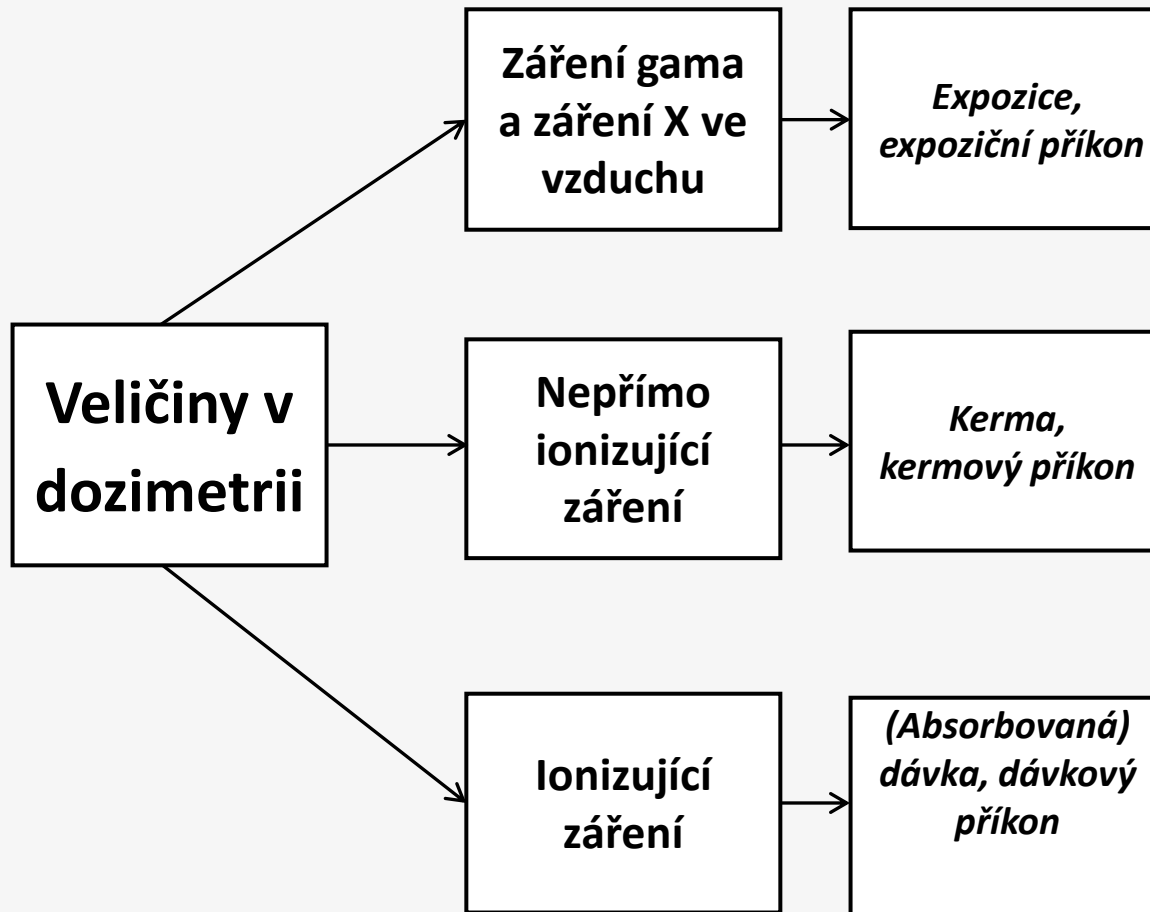 Záření gama
a záření X ve
vzduchu
Expozice,
expoziční příkon
Veličiny v
dozimetrii
Nepřímo
ionizující
záření
Kerma,
kermový příkon
Ionizující
záření
(Absorbovaná)
dávka, dávkový
příkon